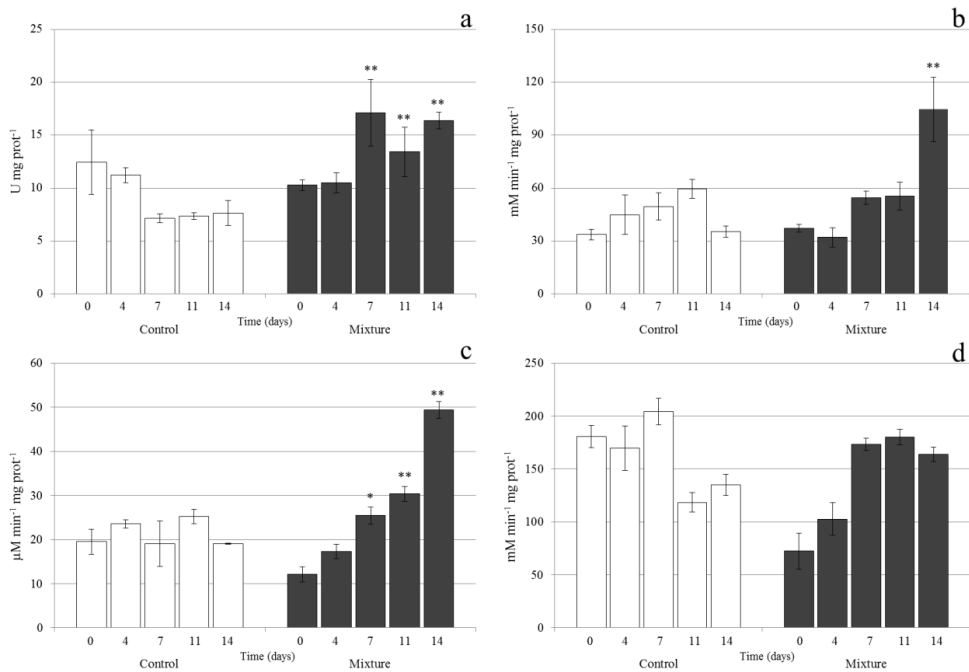 a
25
20
15
10
5
0
U mg prot⁻¹
** ** **
0 4 7 11 14 0 4 7 11 14
Control Time (days) Mixture
b
150
120
90
60
30
0
mM min⁻¹ mg prot⁻¹
**
0 4 7 11 14 0 4 7 11 14
Control Time (days) Mixture
c
60
50
40
30
20
10
0
µM min⁻¹ mg prot⁻¹
* ** **
0 4 7 11 14 0 4 7 11 14
Control Time (days) Mixture
d
250
200
150
100
50
0
mM min⁻¹ mg prot⁻¹
0 4 7 11 14 0 4 7 11 14
Control Time (days) Mixture